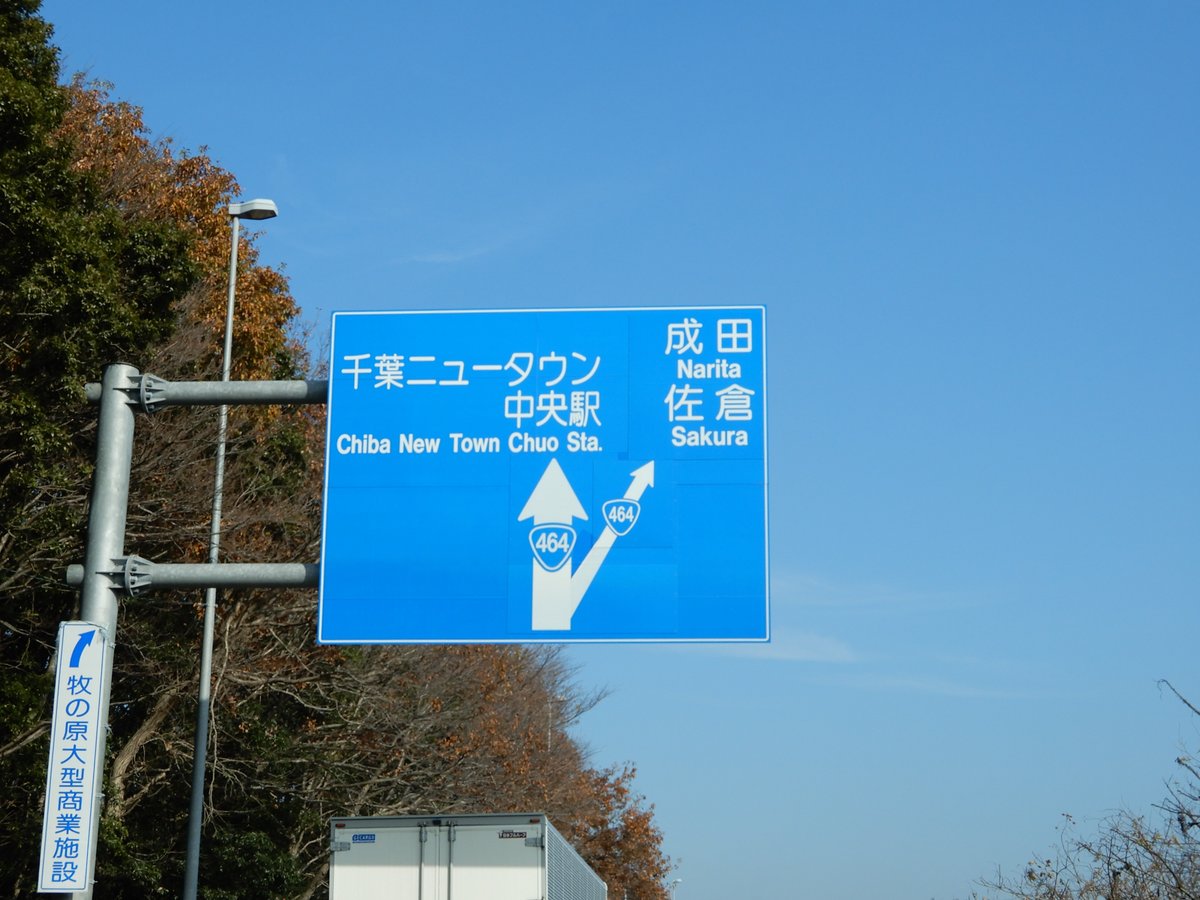 千葉ニュータウン
中央駅
Chiba New Town Chuo Sta.
成田
Narita
佐倉
Sakura
464
464
牧の原大型商業施設